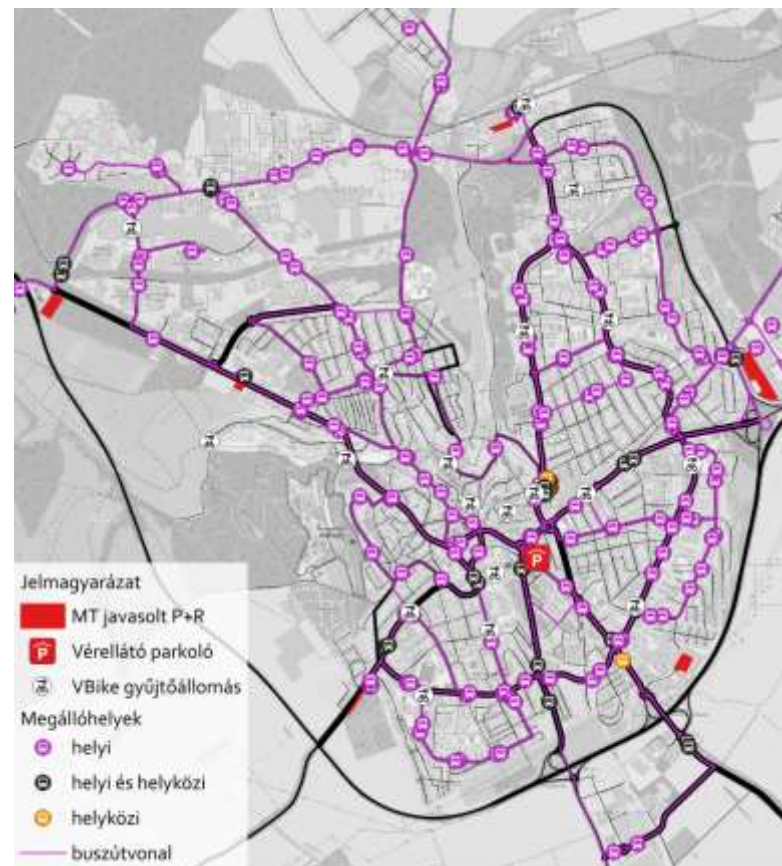 Jelmagyarázat
MT javasolt P+R
P
Vérellátó parkoló
VBike gyűjtőállomás
Megállóhelyek
helyi
helyi és helyközi
helyközi
buszútvonal
P